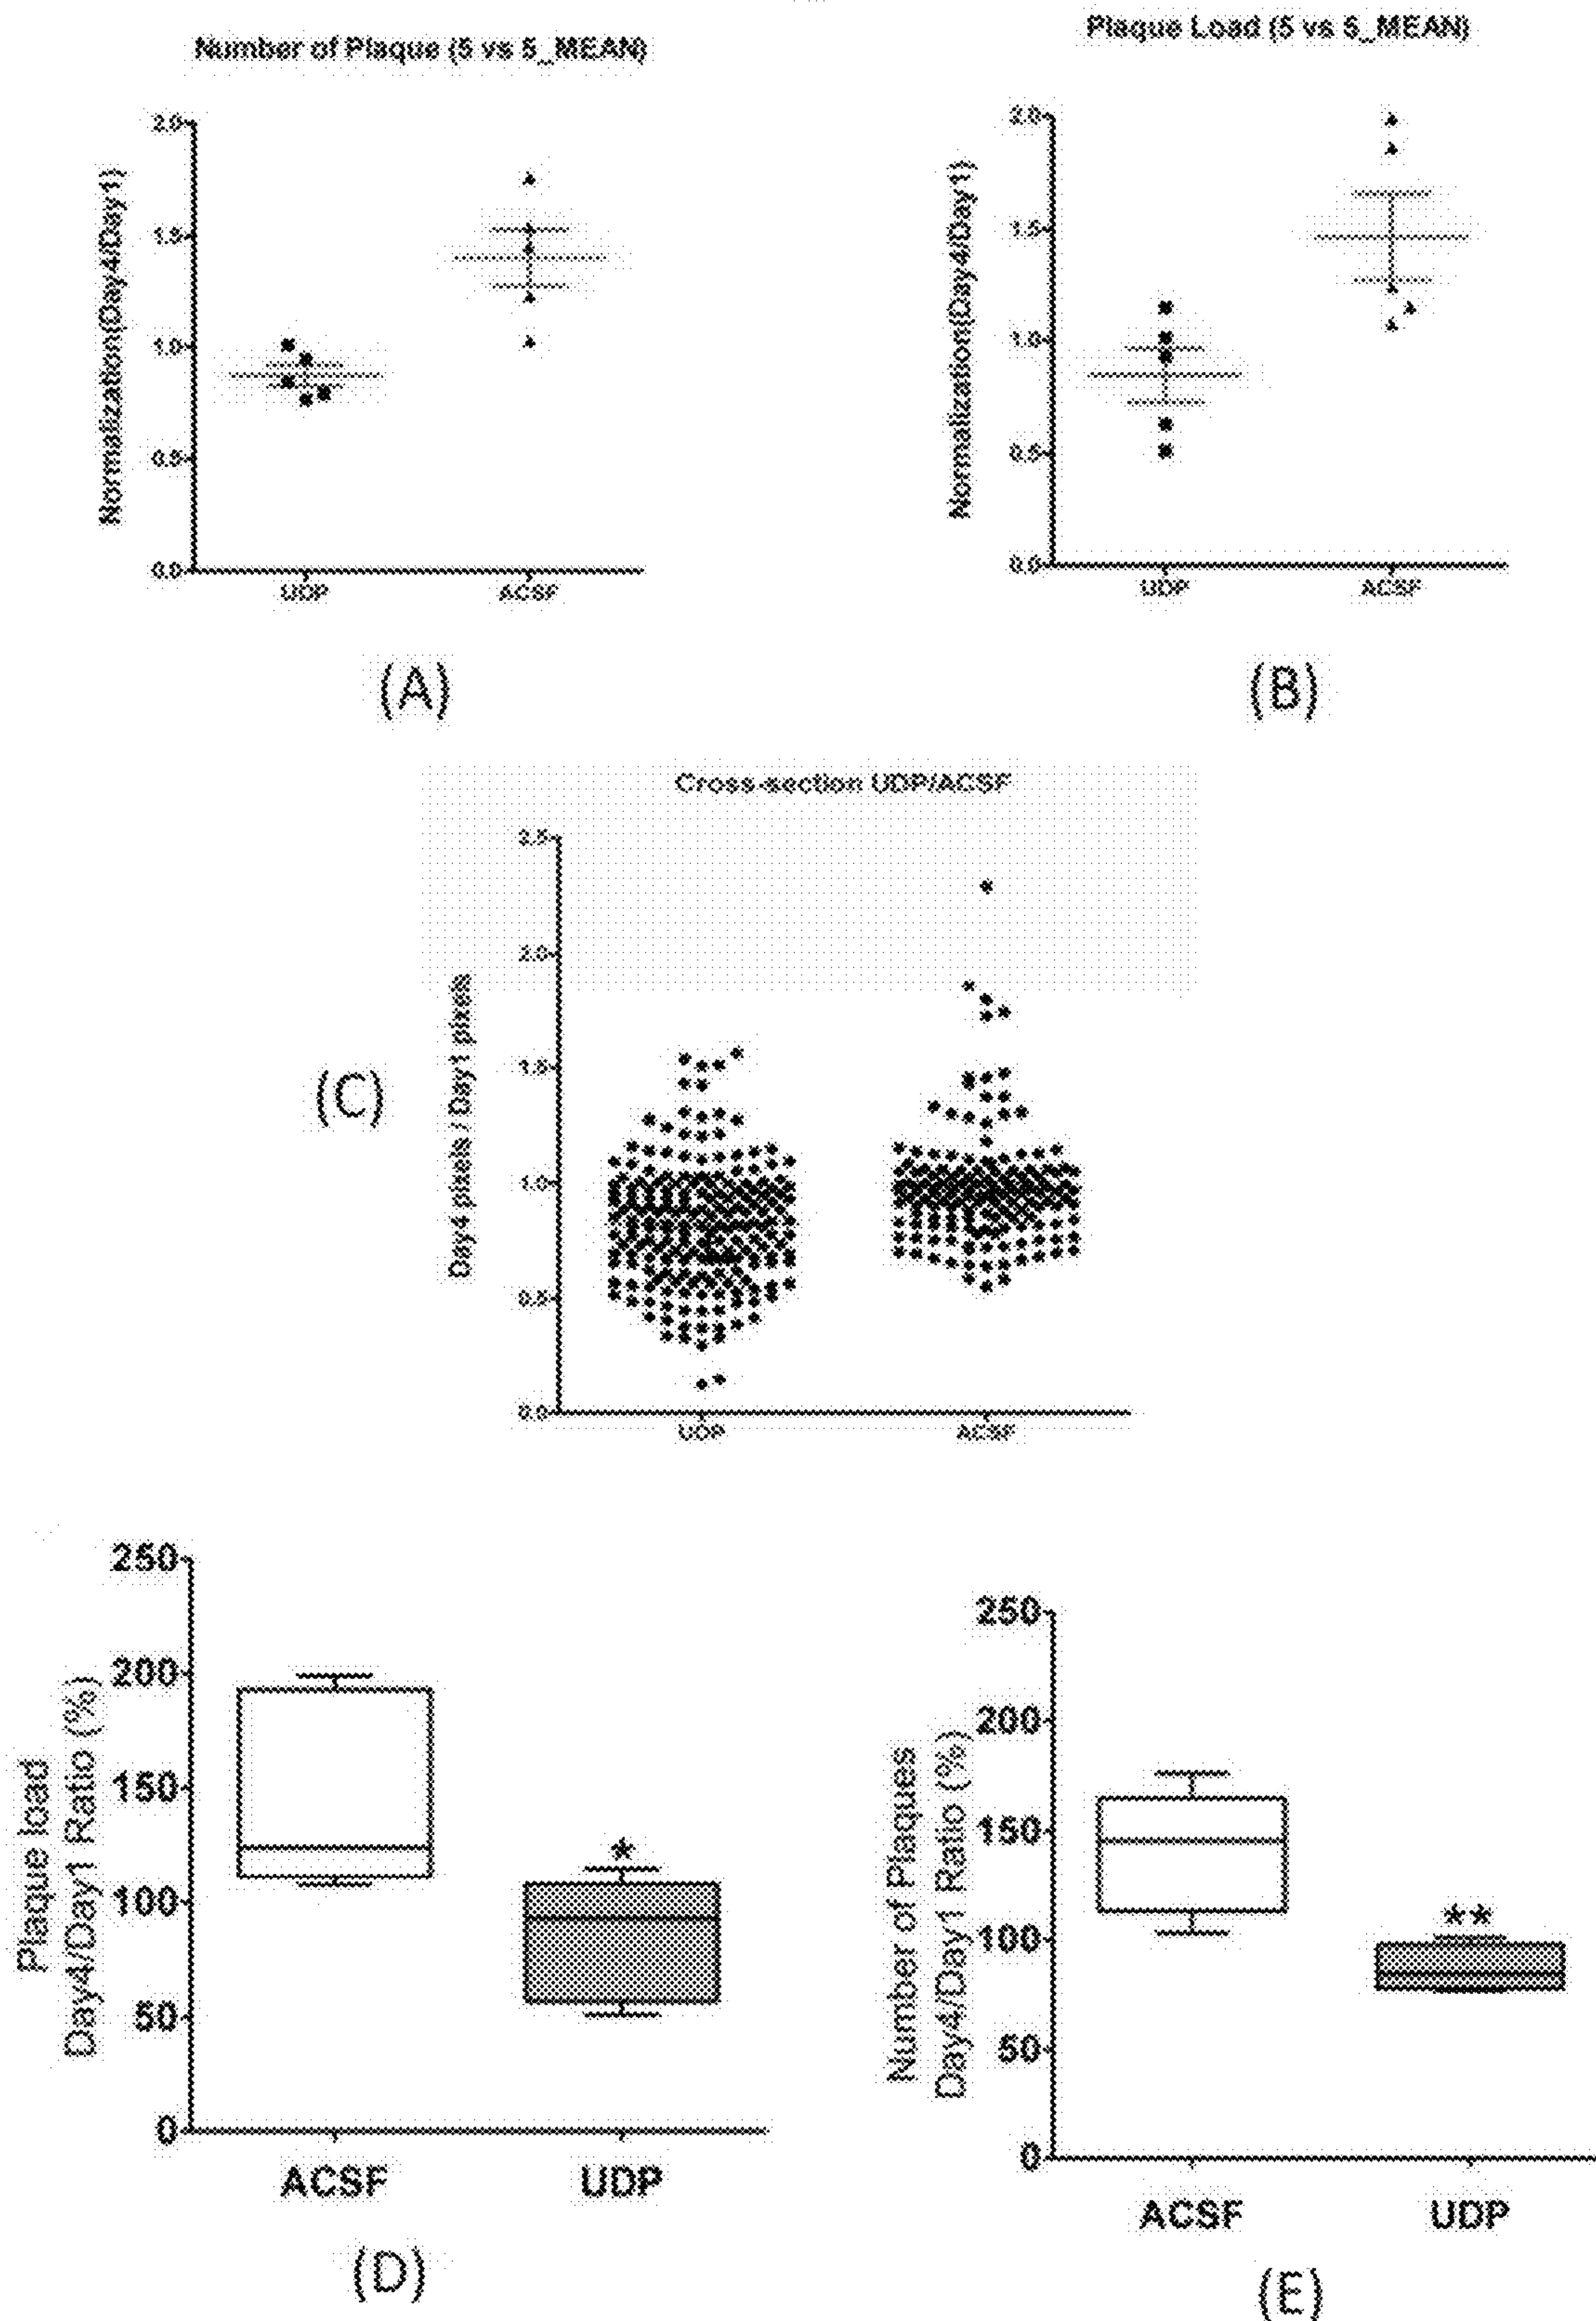 Number of Plaque (5 vs 5_MEAN)
Normalization(Day4/Day1)
2.0
1.5
1.0
0.5
0.0
UDP
ACSF
(A)
Plaque Load (5 vs 5_MEAN)
Normalization(Day4/Day1)
2.0
1.5
1.0
0.5
0.0
UDP
ACSF
(B)
Cross-section UDP/ACSF
(C)
Day4 pixels / Day1 pixels
2.5
2.0
1.5
1.0
0.5
0.0
UDP
ACSF
Plaque load
Day4/Day1 Ratio (%)
250
200
150
100
50
0
*
ACSF
UDP
(D)
Number of Plaques
Day4/Day1 Ratio (%)
250
200
150
100
50
0
**
ACSF
UDP
(E)